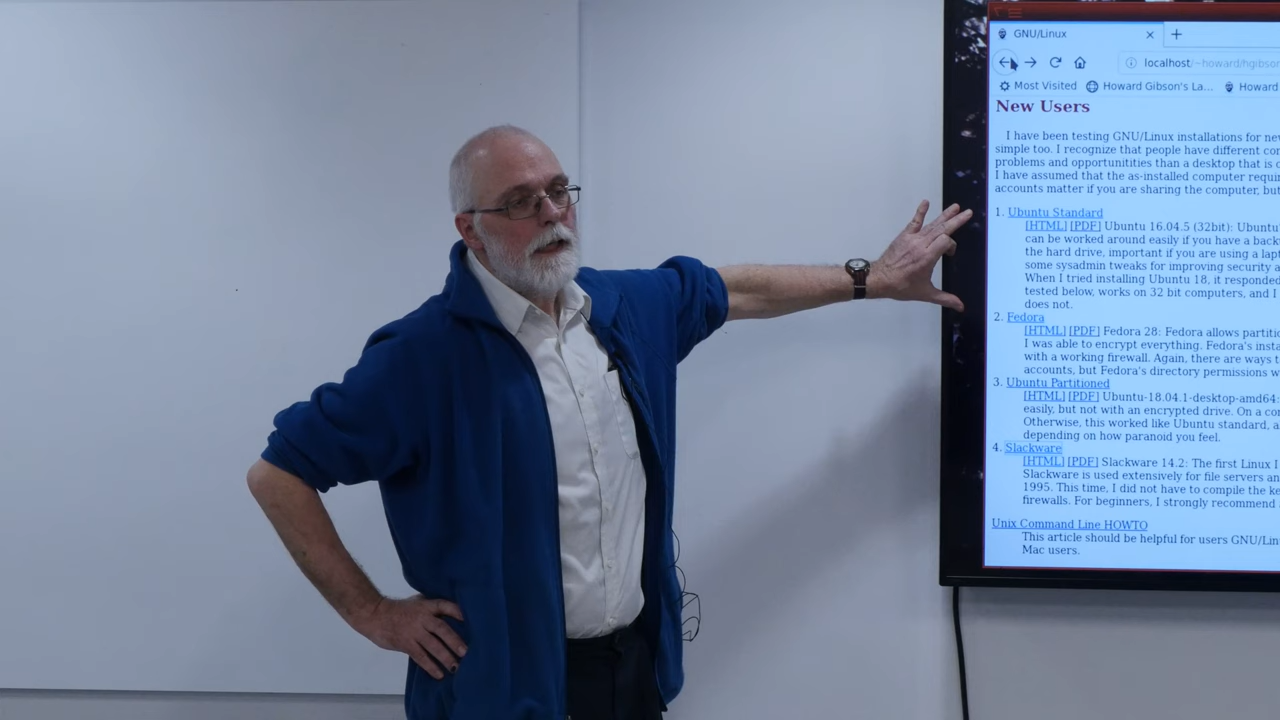 GNU/Linux
localhost/~howard/hgibson
Most Visited Howard Gibson's La... Howard
New Users
I have been testing GNU/Linux installations for new
simple too. I recognize that people have different con
problems and opportunitities than a desktop that is c
I have assumed that the as-installed computer requir
accounts matter if you are sharing the computer, but
1. Ubuntu Standard
[HTML] [PDF] Ubuntu 16.04.5 (32bit): Ubuntu'
can be worked around easily if you have a back
the hard drive, important if you are using a lapt
some sysadmin tweaks for improving security a
When I tried installing Ubuntu 18, it responded
tested below, works on 32 bit computers, and I
does not.
2. Fedora
[HTML] [PDF] Fedora 28: Fedora allows partitio
I was able to encrypt everything. Fedora's insta
with a working firewall. Again, there are ways t
accounts, but Fedora's directory permissions w
3. Ubuntu Partitioned
[HTML] [PDF] Ubuntu-18.04.1-desktop-amd64:
easily, but not with an encrypted drive. On a con
Otherwise, this worked like Ubuntu standard, a
depending on how paranoid you feel.
4. Slackware
[HTML] [PDF] Slackware 14.2: The first Linux I
Slackware is used extensively for file servers an
1995. This time, I did not have to compile the ke
firewalls. For beginners, I strongly recommend
Unix Command Line HOWTO
This article should be helpful for users GNU/Lin
Mac users.